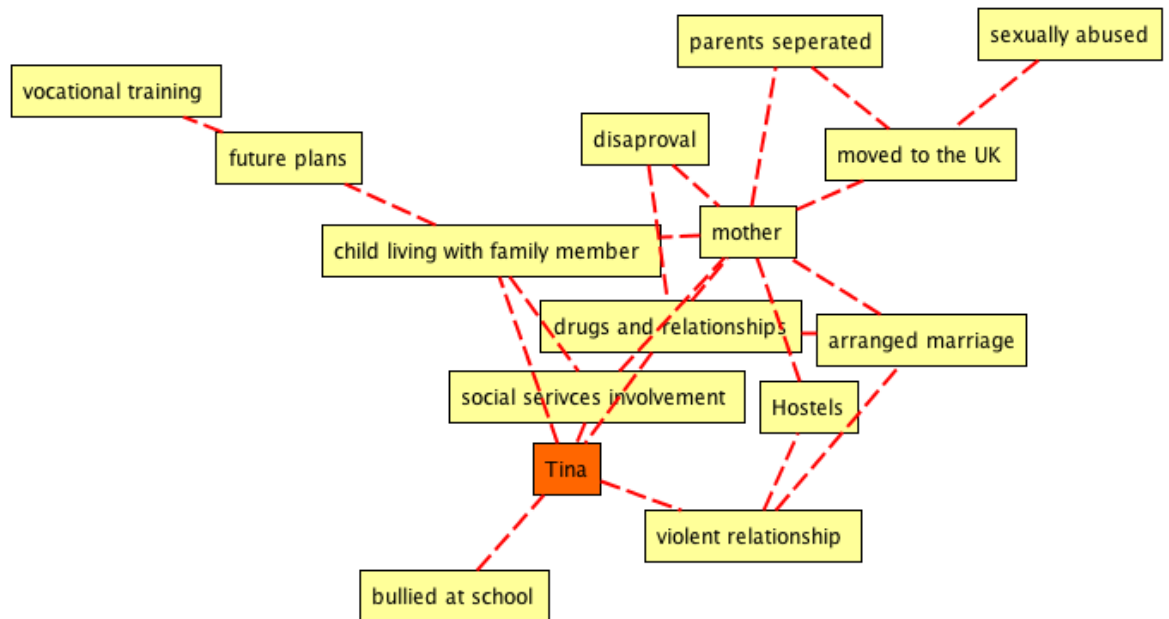 sexually abused
parents seperated
vocational training
disaproval
moved to the UK
future plans
mother
child living with family member
drugs and relationships
arranged marriage
social serivces involvement
Hostels
Tina
violent relationship
bullied at school